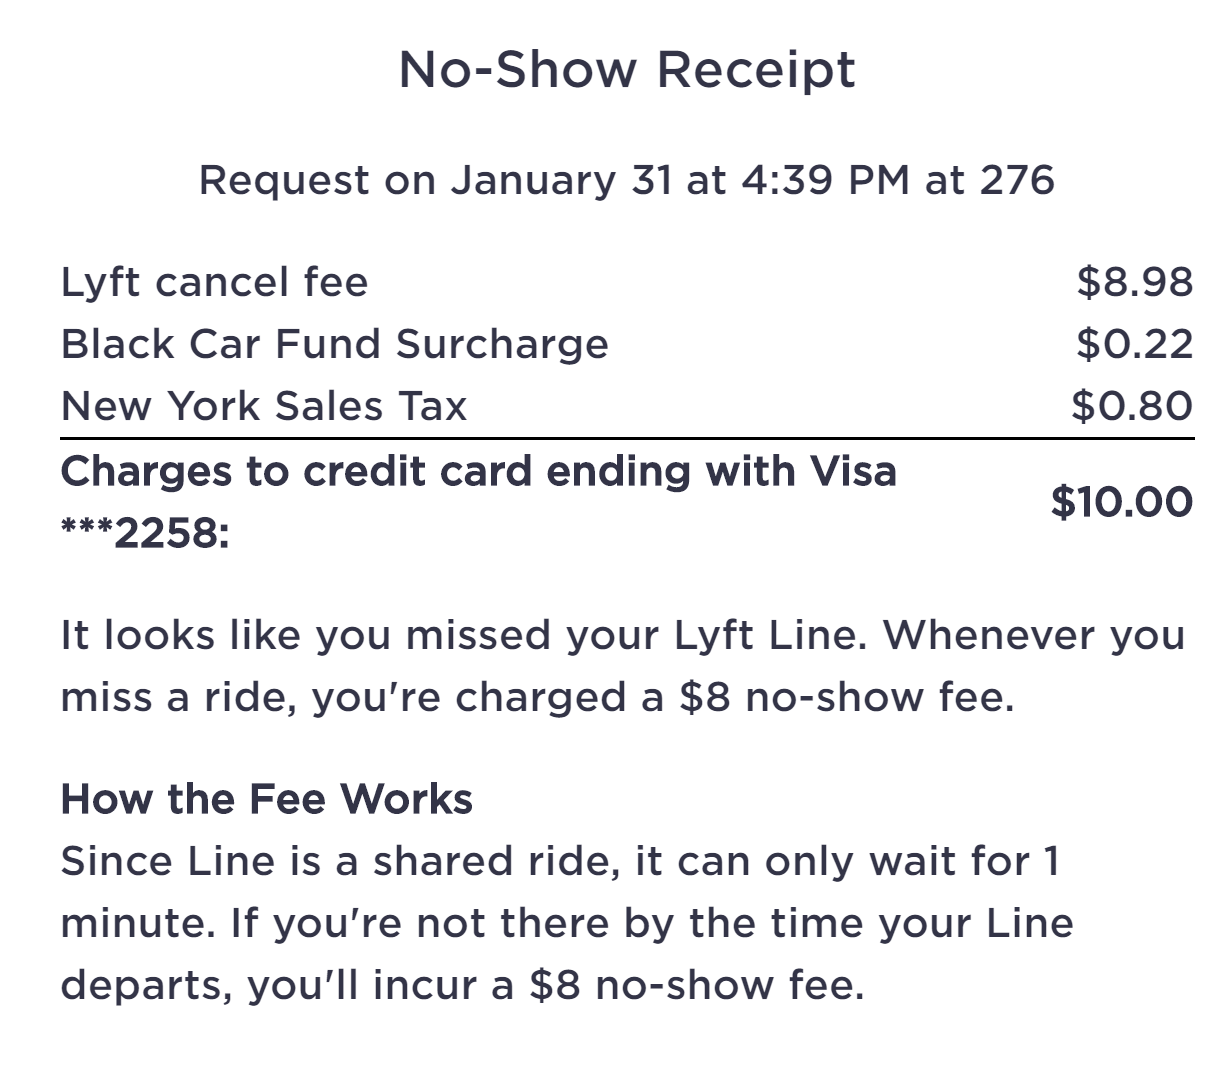 No-Show Receipt
Request on January 31 at 4:39 PM at 276
Lyft cancel fee $8.98
Black Car Fund Surcharge $0.22
New York Sales Tax $0.80
Charges to credit card ending with Visa
***2258: $10.00
It looks like you missed your Lyft Line. Whenever you
miss a ride, you're charged a $8 no-show fee.
How the Fee Works
Since Line is a shared ride, it can only wait for 1
minute. If you're not there by the time your Line
departs, you'll incur a $8 no-show fee.